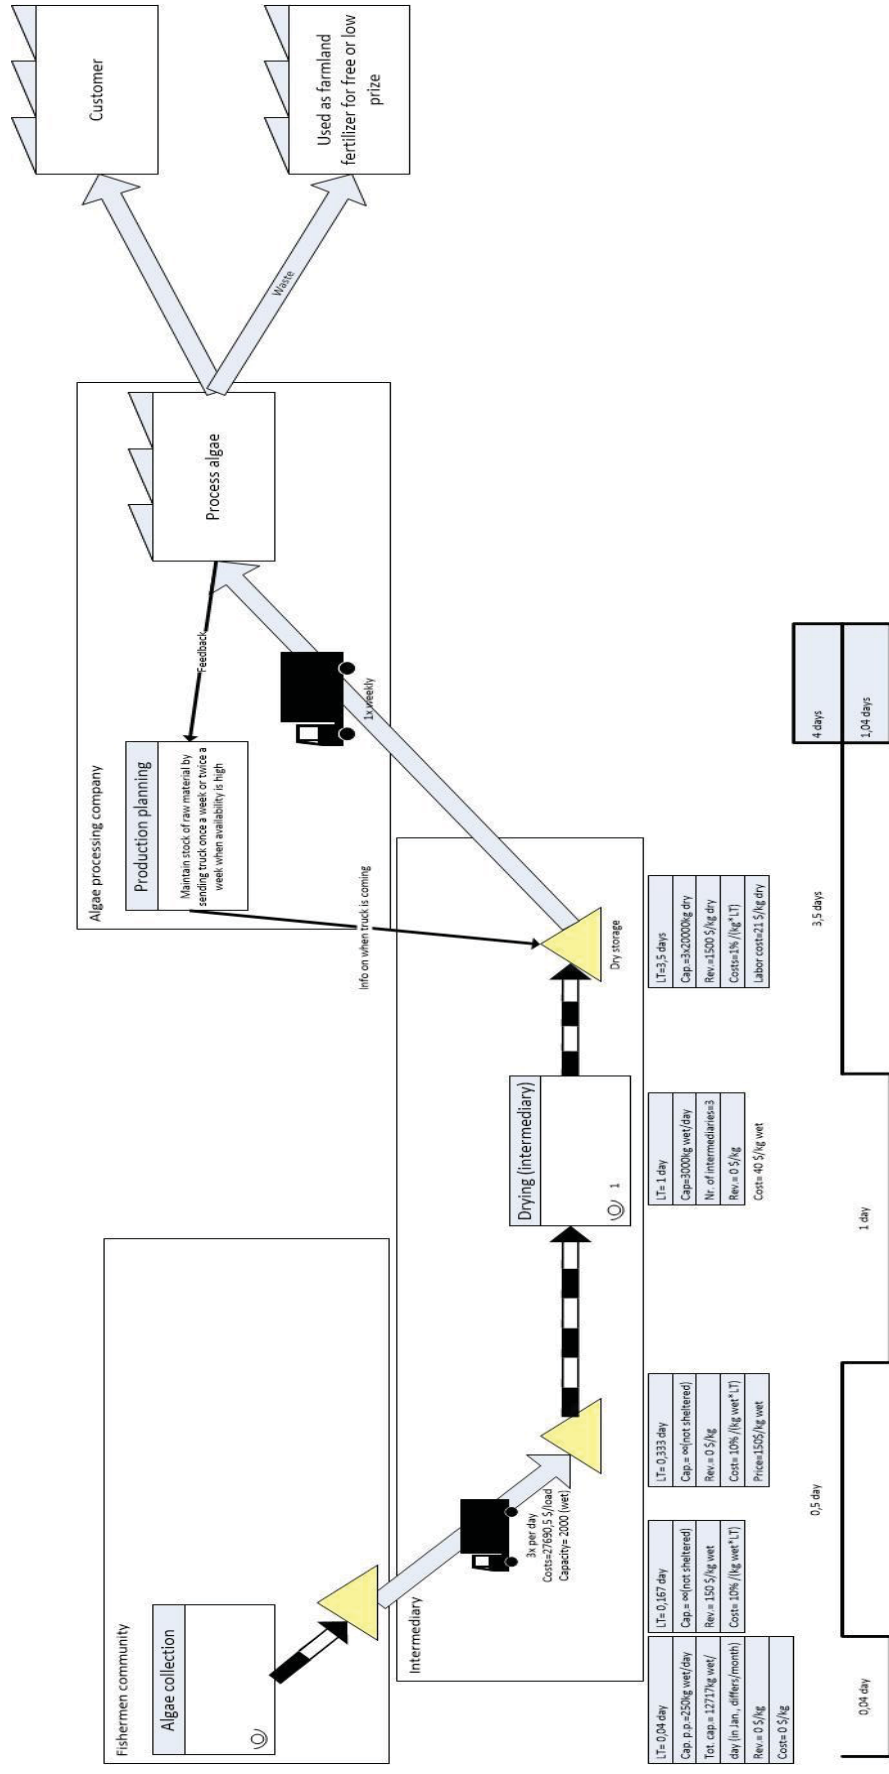 Fishermen community
Algae collection
Intermediary
3x per day
Costs=27690,5 $/load
Capacity= 2000 (wet)
Drying (intermediary)
1
Dry storage
Algae processing company
Production planning
Maintain stock of raw material by
sending truck once a week or twice a
week when availability is high
Info on when truck is coming
Feedback
1x weekly
Process algae
Waste
Customer
Used as farmland
fertilizer for free or low
prize
LT= 0,04 day
Cap. p.p.=250kg wet/day
Tot. cap.= 12717kg wet/
day (in Jan., differs/month)
Rev.= 0 $/kg
Cost= 0 $/kg
LT= 0,167 day
Cap.= ∞(not sheltered)
Rev.= 150 $/kg wet
Cost= 10% /(kg wet*LT)
LT= 0,333 day
Cap.= ∞(not sheltered)
Rev.= 0 $/kg
Cost= 10% /(kg wet*LT)
Price=150$/kg wet
LT= 1 day
Cap=3000kg wet/day
Nr. of intermediaries=3
Rev.= 0 $/kg
Cost= 40 $/kg wet
LT=3,5 days
Cap.=3x20000kg dry
Rev.=1500 $/kg dry
Costs=1% /(kg*LT)
Labor cost=21 $/kg dry
0,04 day
0,5 day
1 day
3,5 days
4 days
1,04 days